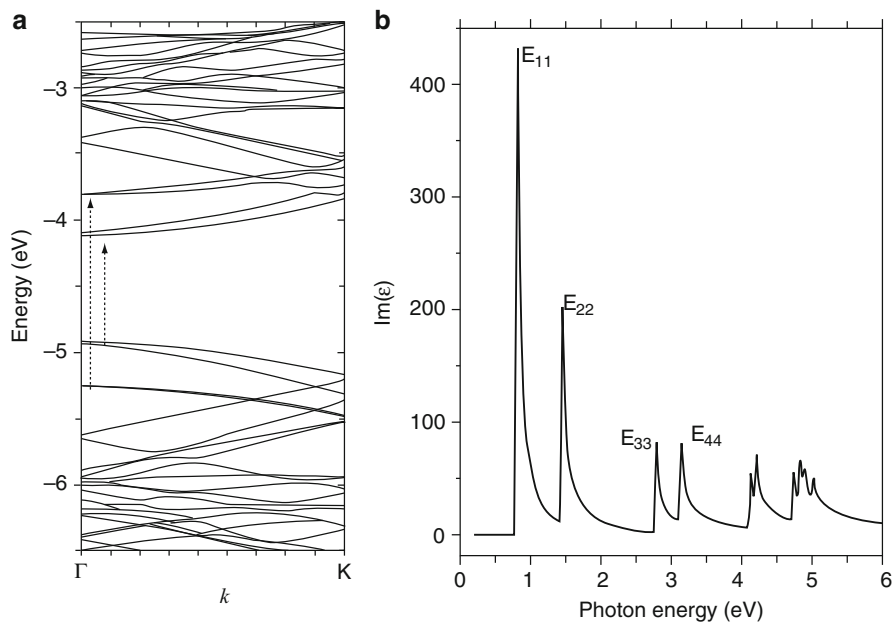 a
Energy (eV)
–3
–4
–5
–6
Γ
K
k
b
Im(ε)
400
300
200
100
0
E11
E22
E33
E44
0
1
2
3
4
5
6
Photon energy (eV)